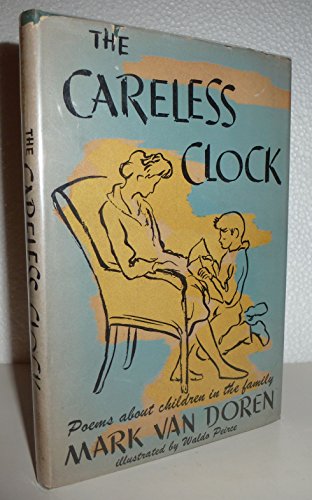 THE
CARELESS
CLOCK
Poems about children in the family
MARK VAN DOREN
illustrated by Waldo Peirce
THE CARELESS CLOCK